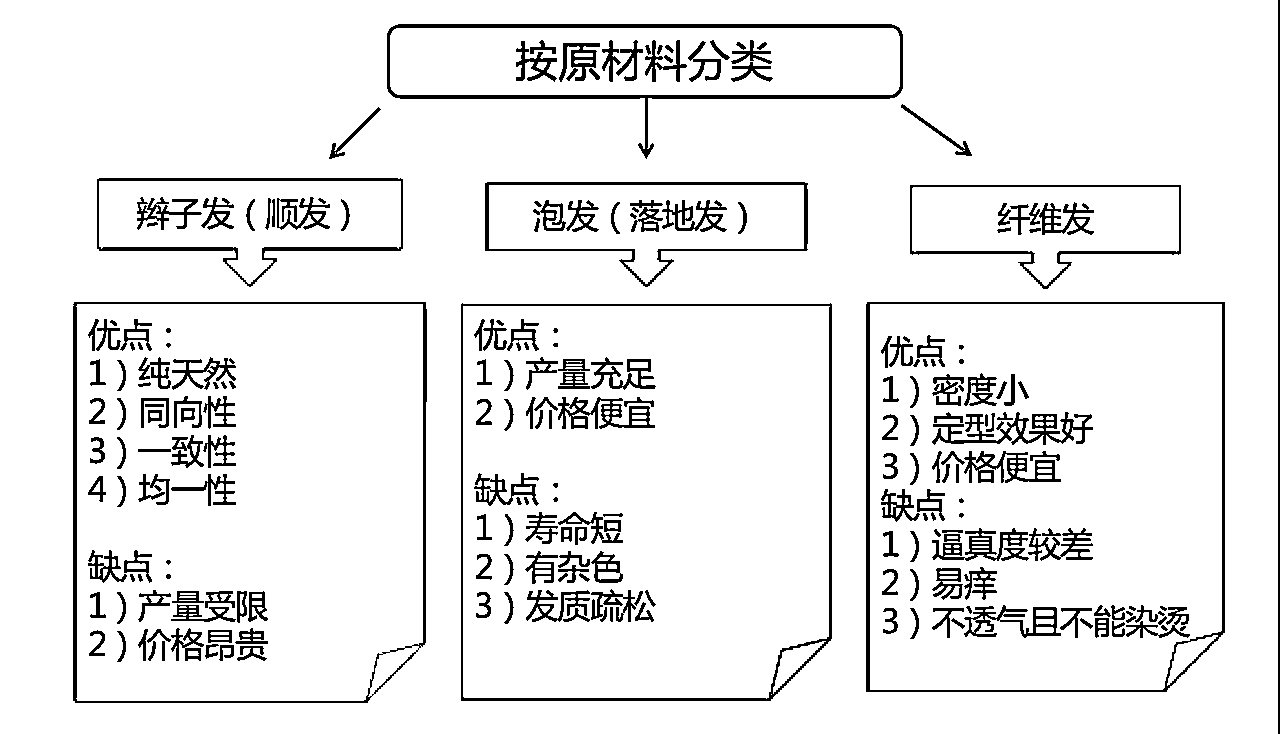 按原材料分类
辫子发（顺发）
优点：
1）纯天然
2）同向性
3）一致性
4）均一性
缺点：
1）产量受限
2）价格昂贵
泡发（落地发）
优点：
1）产量充足
2）价格便宜
缺点：
1）寿命短
2）有杂色
3）发质疏松
纤维发
优点：
1）密度小
2）定型效果好
3）价格便宜
缺点：
1）逼真度较差
2）易痒
3）不透气且不能染烫